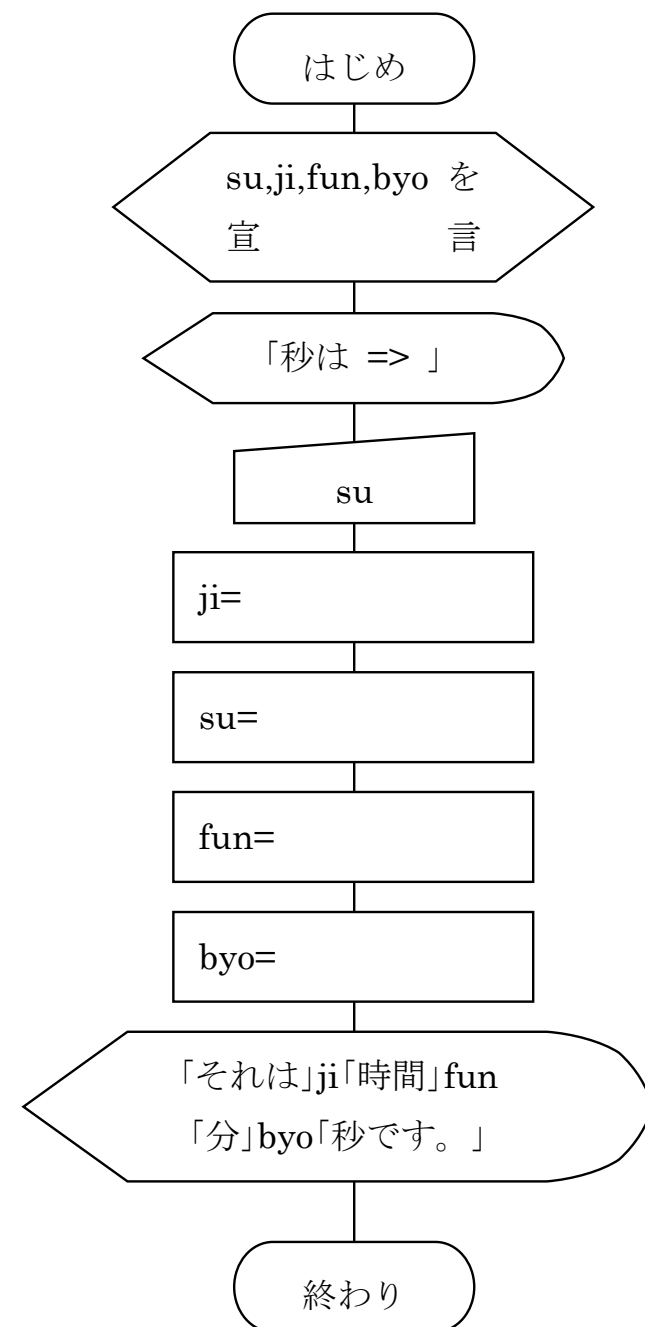 はじめ
su,ji,fun,byo を
宣 言
「秒は => 」
su
ji=
su=
fun=
byo=
「それは」ji「時間」fun
「分」byo「秒です。」
終わり